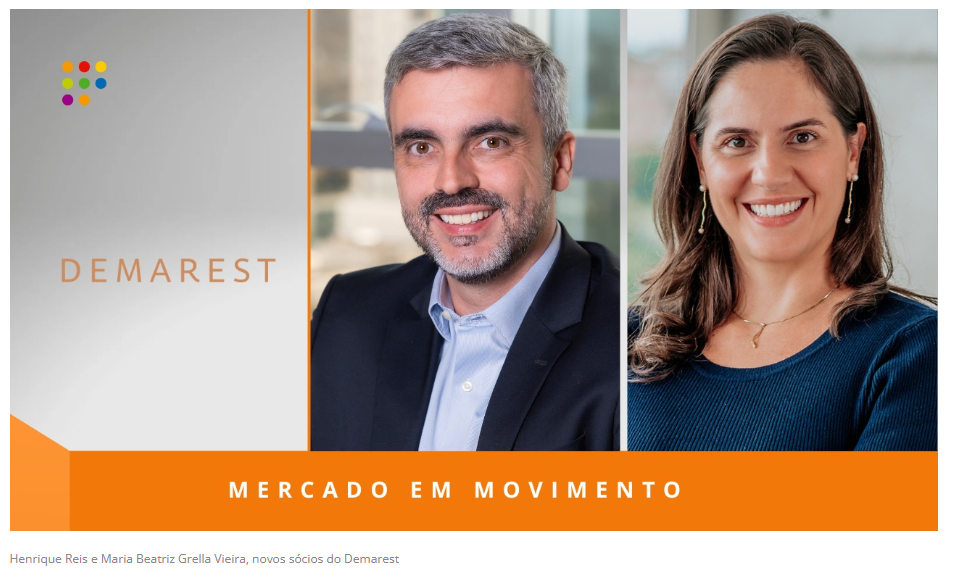 DEMAREST
MERCADO EM MOVIMENTO
Henrique Reis e Maria Beatriz Grella Vieira, novos sócios do Demarest